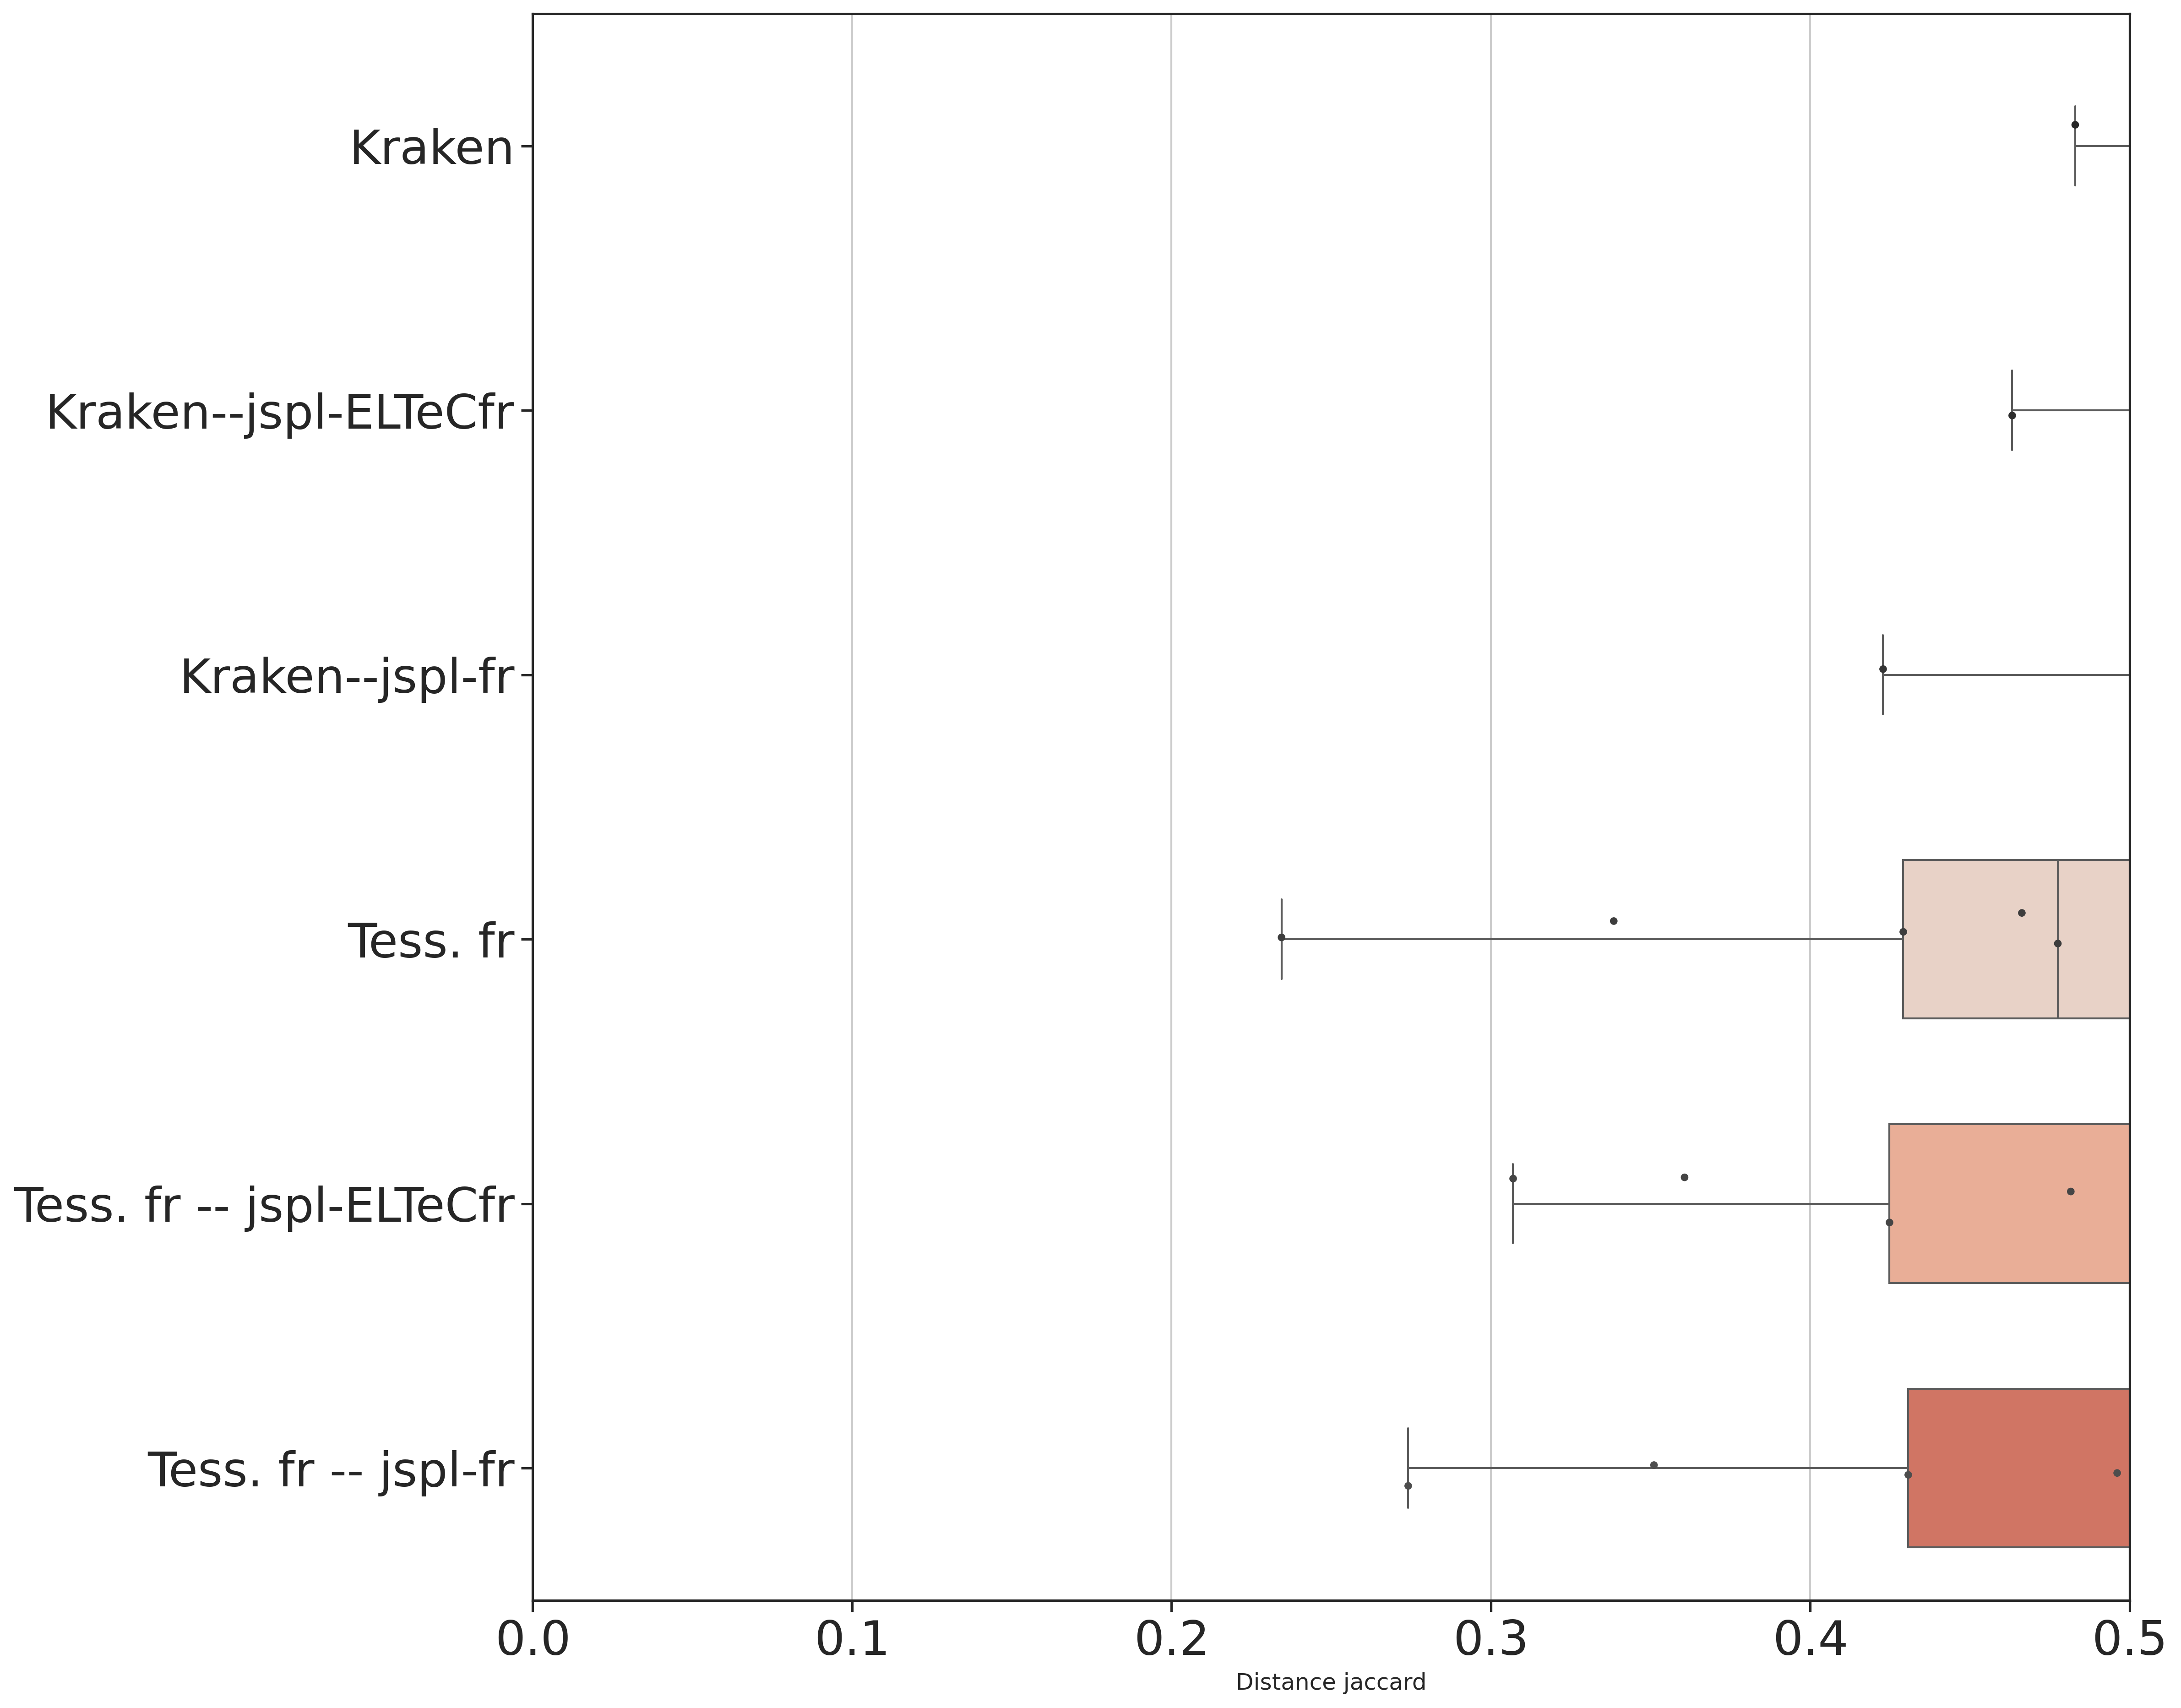 Kraken
Kraken--jspl-ELTeCfr
Kraken--jspl-fr
Tess. fr
Tess. fr -- jspl-ELTeCfr
Tess. fr -- jspl-fr
0.0 0.1 0.2 0.3 0.4 0.5
Distance jaccard